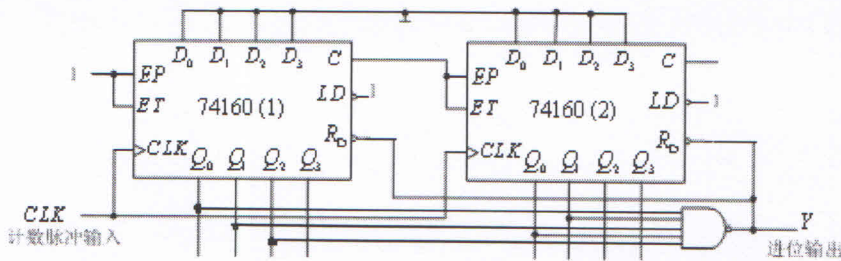 D₀ D₁ D₂ D₃ C
D₀ D₁ D₂ D₃ C
1 EP
ET 74160 (1) LD 1
R_D
CLK Q₀ Q₁ Q₂ Q₃
EP
ET 74160 (2) LD 1
R_D
CLK Q₀ Q₁ Q₂ Q₃
CLK
计数脉冲输入
Y
进位输出